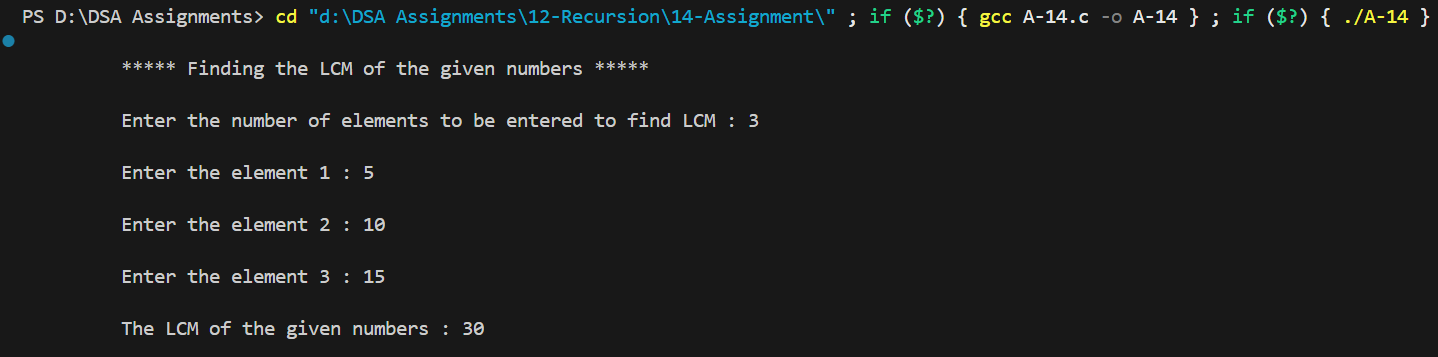 PS D:\DSA Assignments> cd "d:\DSA Assignments\12-Recursion\14-Assignment\" ; if ($?) { gcc A-14.c -o A-14 } ; if ($?) { ./A-14 }
***** Finding the LCM of the given numbers *****
Enter the number of elements to be entered to find LCM : 3
Enter the element 1 : 5
Enter the element 2 : 10
Enter the element 3 : 15
The LCM of the given numbers : 30